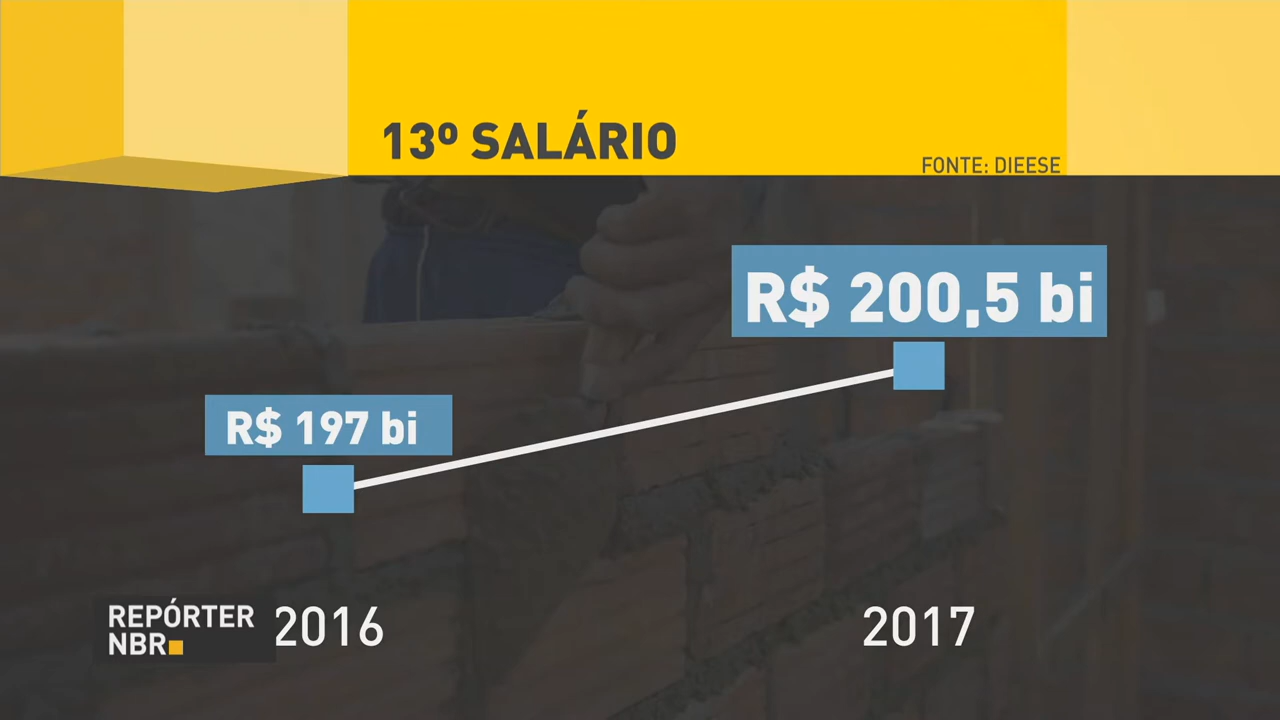 13º SALÁRIO
FONTE: DIEESE
R$ 200,5 bi
R$ 197 bi
REPÓRTER
NBR
2016
2017